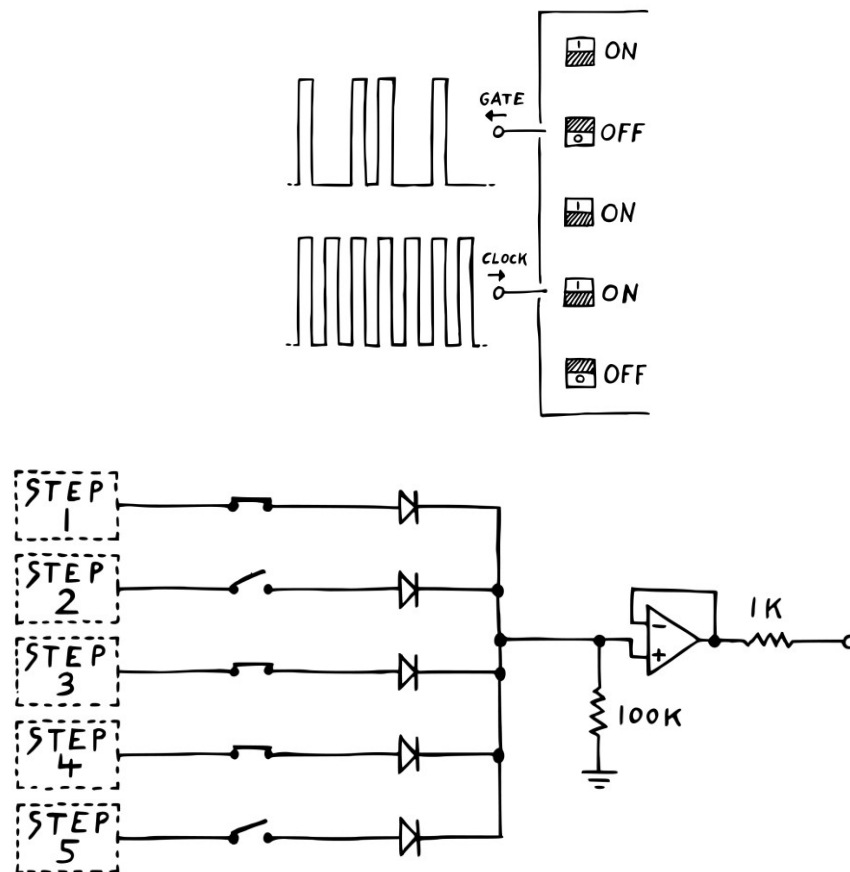 ON
GATE
OFF
ON
CLOCK
ON
OFF
STEP
1
STEP
2
STEP
3
STEP
4
STEP
5
1K
100K